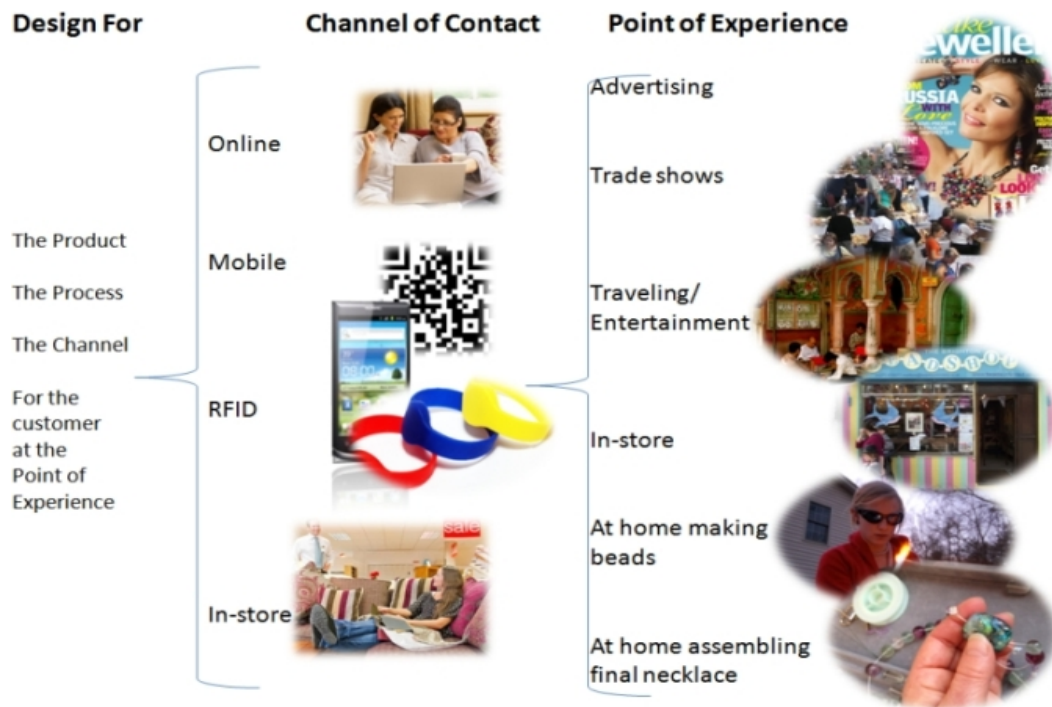 Design For
Channel of Contact
Point of Experience
The Product
The Process
The Channel
For the
customer
at the
Point of
Experience
Online
Mobile
RFID
In-store
sale
Advertising
Trade shows
Traveling/
Entertainment
In-store
At home making
beads
At home assembling
final necklace
WITH
Love